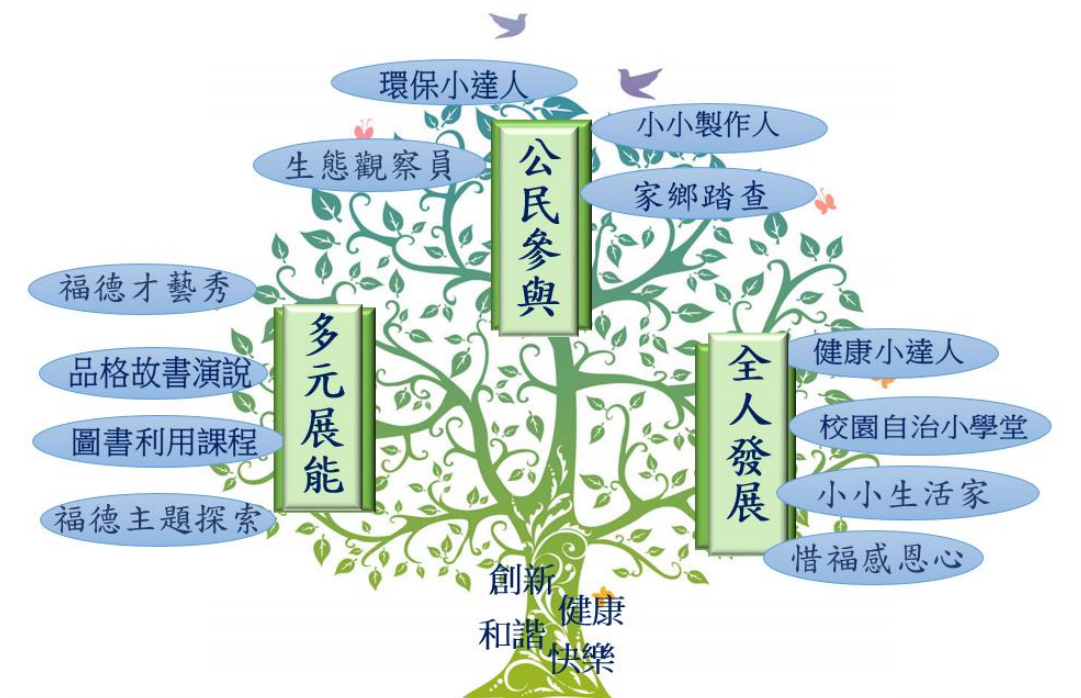 環保小達人
小小製作人
生態觀察員
家鄉踏查
公民參與
福德才藝秀
品格故書演說
圖書利用課程
福德主題探索
多元展能
全人發展
健康小達人
校園自治小學堂
小小生活家
惜福感恩心
創新
健康
和諧
快樂